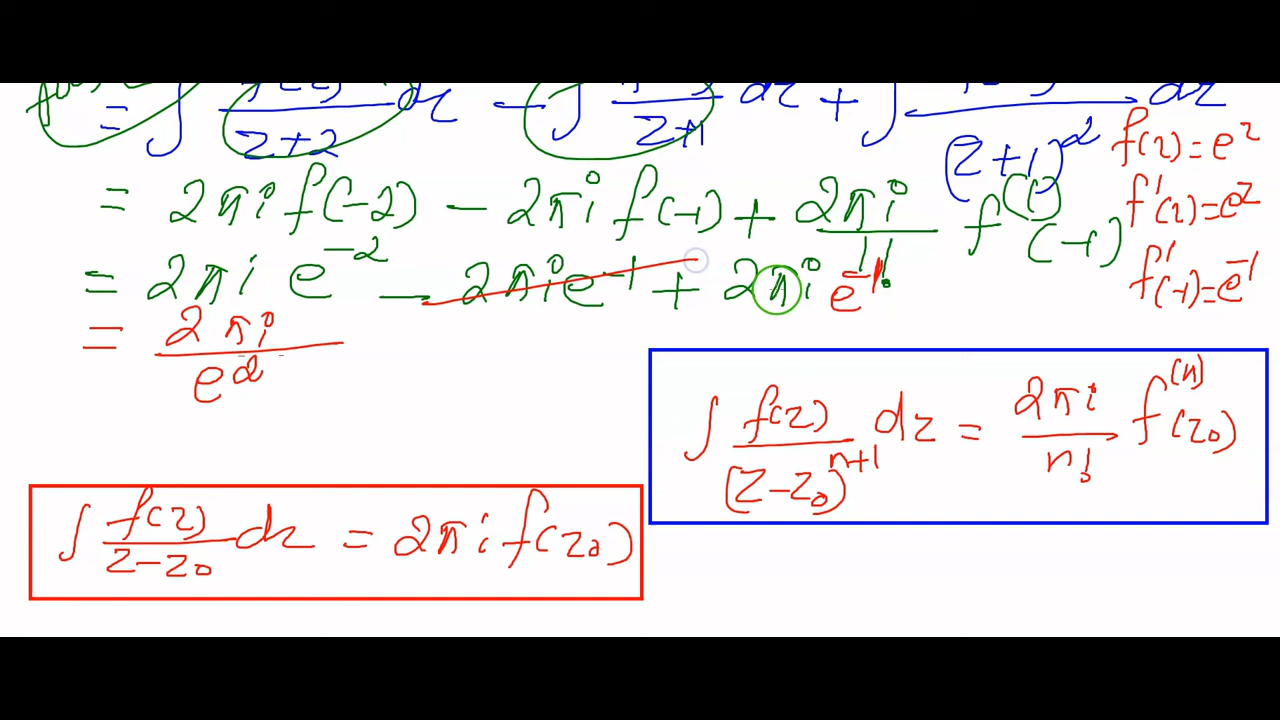 = ∫ f(z)/(z+2) dz − ∫ f(z)/(z+1) dz + ∫ f(z)/(z+1)² dz
f(z) = e^z
= 2πi f(-2) − 2πi f(-1) + 2πi/1! f^(1)(-1)
f'(z) = e^z
= 2πi e^-2 − 2πi e^-1 + 2πi e^-1
f'(-1) = e^-1
= 2πi/e^2
∫ f(z)/(z-z₀)^(n+1) dz = 2πi/n! f^(n)(z₀)
∫ f(z)/(z-z₀) dz = 2πi f(z₀)